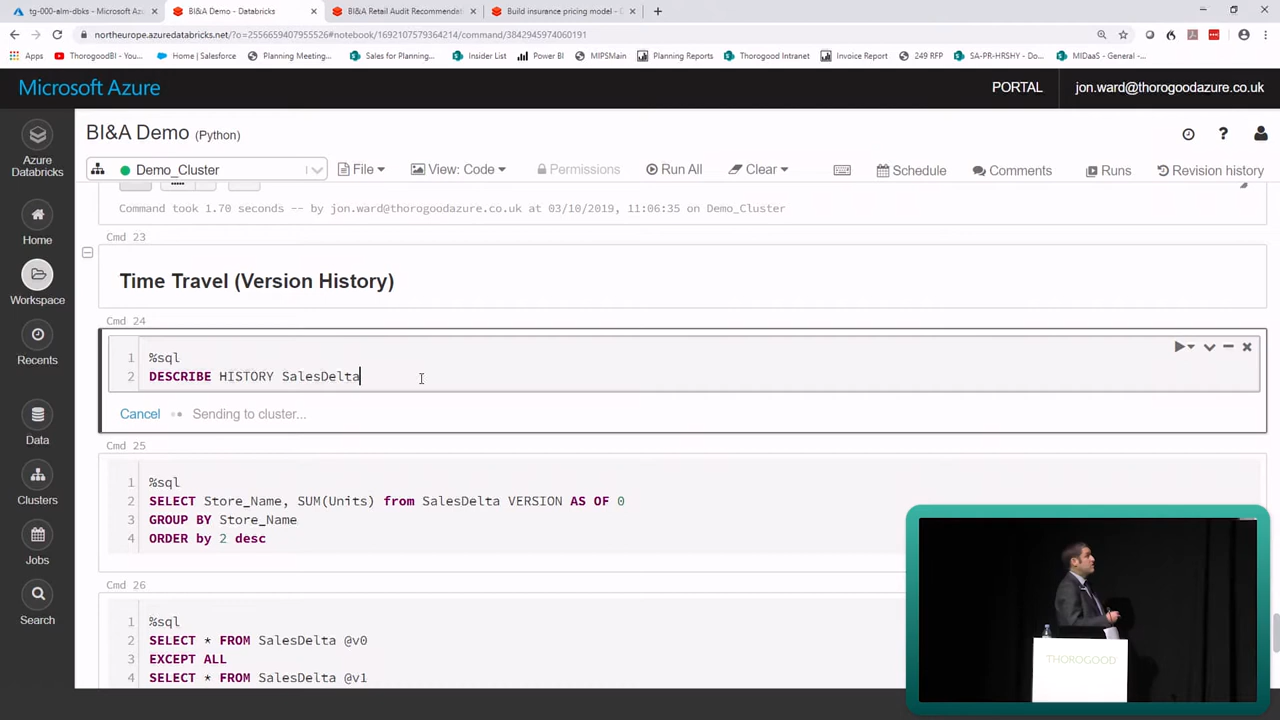 tg-000-alm-dbks - Microsoft Azu
BI&A Demo - Databricks
BI&A Retail Audit Recommendat
Build insurance pricing model -
northeurope.azuredatabricks.net/?o=2556659407955526#notebook/1692107579364214/command/3842945974060191
Apps
ThorogoodBI - You...
Home | Salesforce
Planning Meeting...
Sales for Planning...
Insider List
Power BI
MIPSMain
Planning Reports
Thorogood Intranet
Invoice Report
249 RFP
SA-PR-HRSHY - Do...
MIDaaS - General -...
Microsoft Azure
PORTAL
jon.ward@thorogoodazure.co.uk
BI&A Demo (Python)
Demo_Cluster
File
View: Code
Permissions
Run All
Clear
Schedule
Comments
Runs
Revision history
Azure
Databricks
Home
Workspace
Recents
Data
Clusters
Jobs
Search
Command took 1.70 seconds -- by jon.ward@thorogoodazure.co.uk at 03/10/2019, 11:06:35 on Demo_Cluster
Cmd 23
Time Travel (Version History)
Cmd 24
1 %sql
2 DESCRIBE HISTORY SalesDelta
Cancel Sending to cluster...
Cmd 25
1 %sql
2 SELECT Store_Name, SUM(Units) from SalesDelta VERSION AS OF 0
3 GROUP BY Store_Name
4 ORDER by 2 desc
Cmd 26
1 %sql
2 SELECT * FROM SalesDelta @v0
3 EXCEPT ALL
4 SELECT * FROM SalesDelta @v1
THOROGOOD